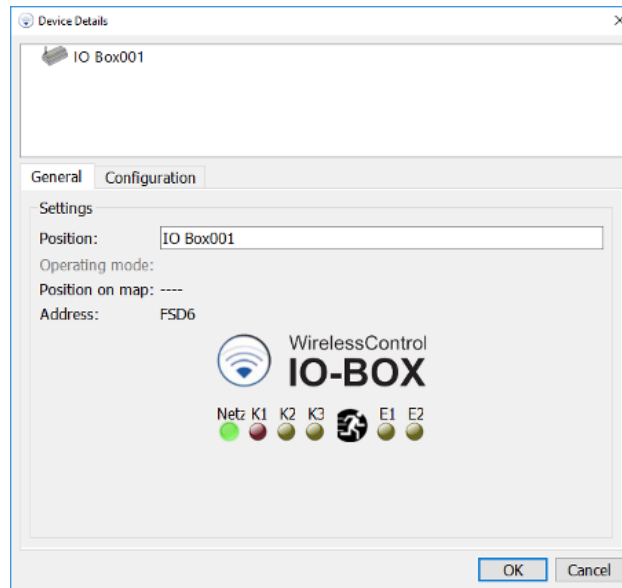 Device Details
IO Box001
General Configuration
Settings
Position: IO Box001
Operating mode:
Position on map: ----
Address: FSD6
WirelessControl
IO-BOX
Netz K1 K2 K3 E1 E2
OK Cancel